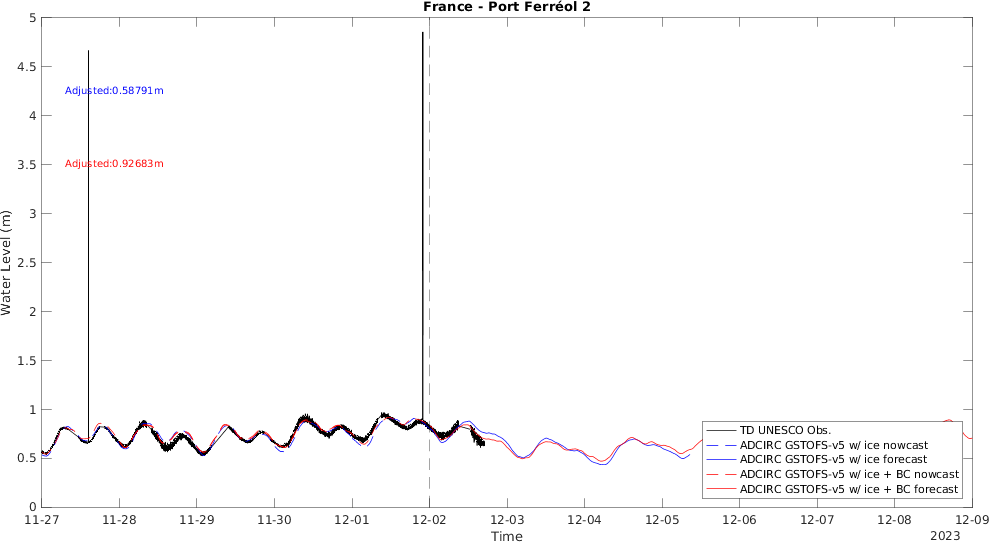 France - Port Ferréol 2
5
4.5
4
3.5
3
2.5
2
1.5
1
0.5
0
Water Level (m)
Adjusted:0.58791m
Adjusted:0.92683m
TD UNESCO Obs.
ADCIRC GSTOFS-v5 w/ ice nowcast
ADCIRC GSTOFS-v5 w/ ice forecast
ADCIRC GSTOFS-v5 w/ ice + BC nowcast
ADCIRC GSTOFS-v5 w/ ice + BC forecast
11-27 11-28 11-29 11-30 12-01 12-02 12-03 12-04 12-05 12-06 12-07 12-08 12-09
Time
2023